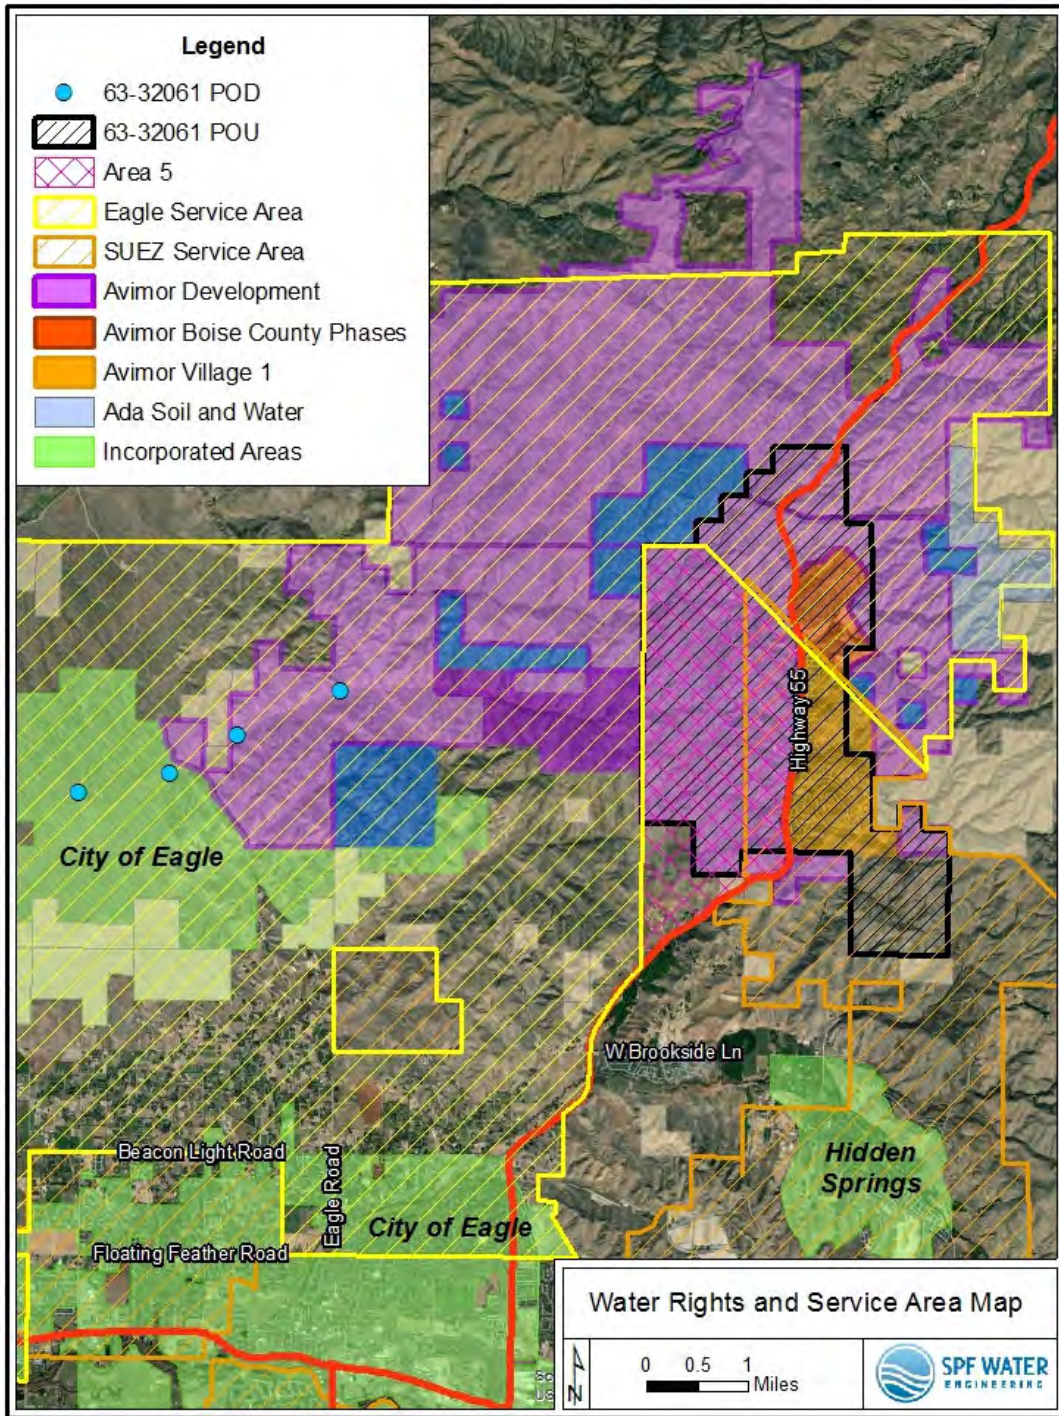 Legend
63-32061 POD
63-32061 POU
Area 5
Eagle Service Area
SUEZ Service Area
Avimor Development
Avimor Boise County Phases
Avimor Village 1
Ada Soil and Water
Incorporated Areas
Highway 55
City of Eagle
W Brookside Ln
Beacon Light Road
Eagle Road
Hidden
Springs
City of Eagle
Floating Feather Road
Water Rights and Service Area Map
N
0 0.5 1
Miles
SPF WATER
ENGINEERING